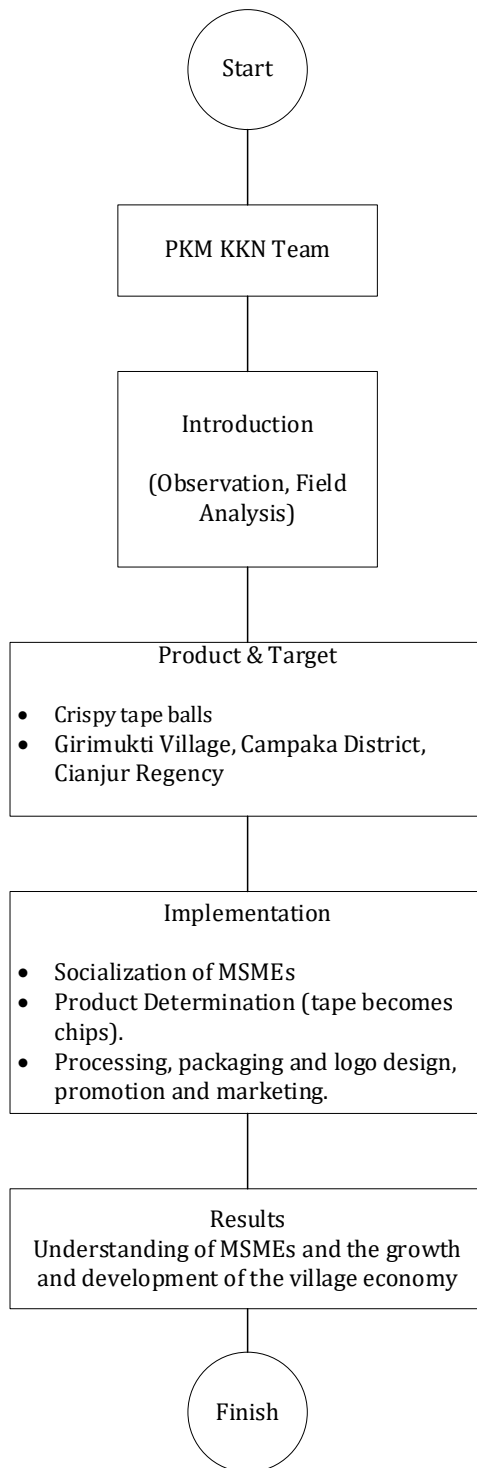 Start
PKM KKN Team
Introduction
(Observation, Field
Analysis)
Product & Target
• Crispy tape balls
• Girimukti Village, Campaka District,
Cianjur Regency
Implementation
• Socialization of MSMEs
• Product Determination (tape becomes
chips).
• Processing, packaging and logo design,
promotion and marketing.
Results
Understanding of MSMEs and the growth
and development of the village economy
Finish